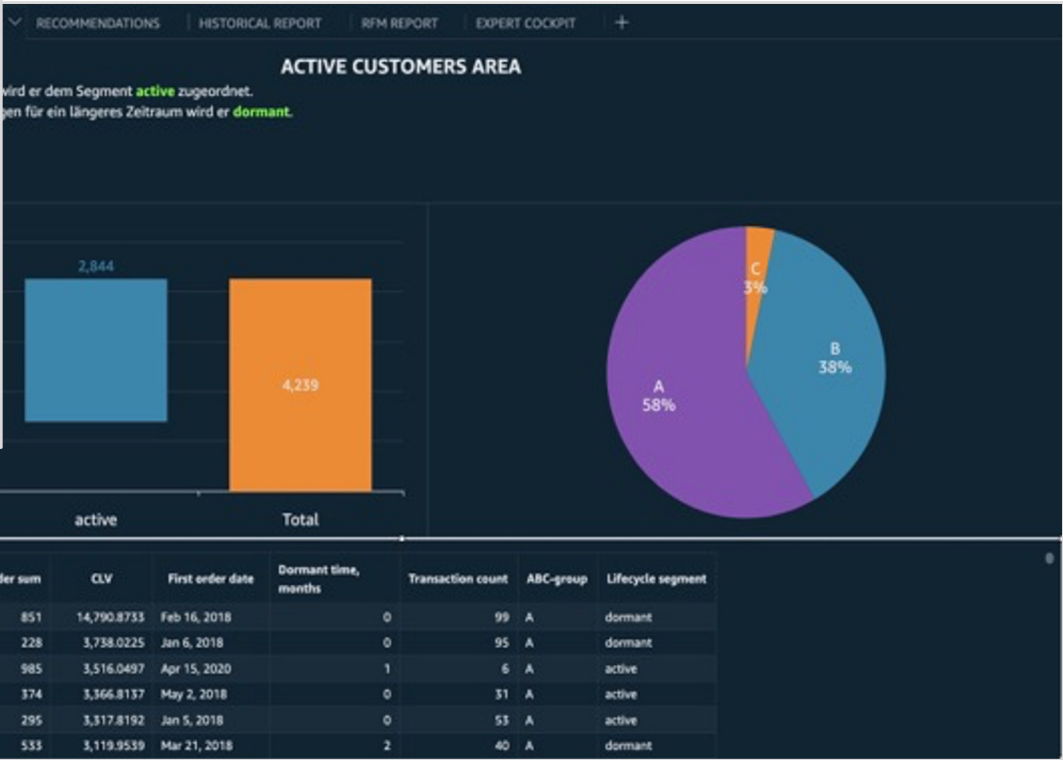 RECOMMENDATIONS HISTORICAL REPORT RFM REPORT EXPERT COCKPIT +
ACTIVE CUSTOMERS AREA
wird er dem Segment active zugeordnet.
gen für ein längeres Zeitraum wird er dormant.
2,844
C
3%
B
38%
4,239
A
58%
active Total
der sum CLV First order date Dormant time, months Transaction count ABC-group Lifecycle segment
851 14,790.8733 Feb 16, 2018 0 99 A dormant
228 3,738.0225 Jan 6, 2018 0 95 A dormant
985 3,516.0497 Apr 15, 2020 1 6 A active
374 3,366.8137 May 2, 2018 0 31 A active
295 3,317.8192 Jan 5, 2018 0 53 A active
533 3,119.9539 Mar 21, 2018 2 40 A dormant